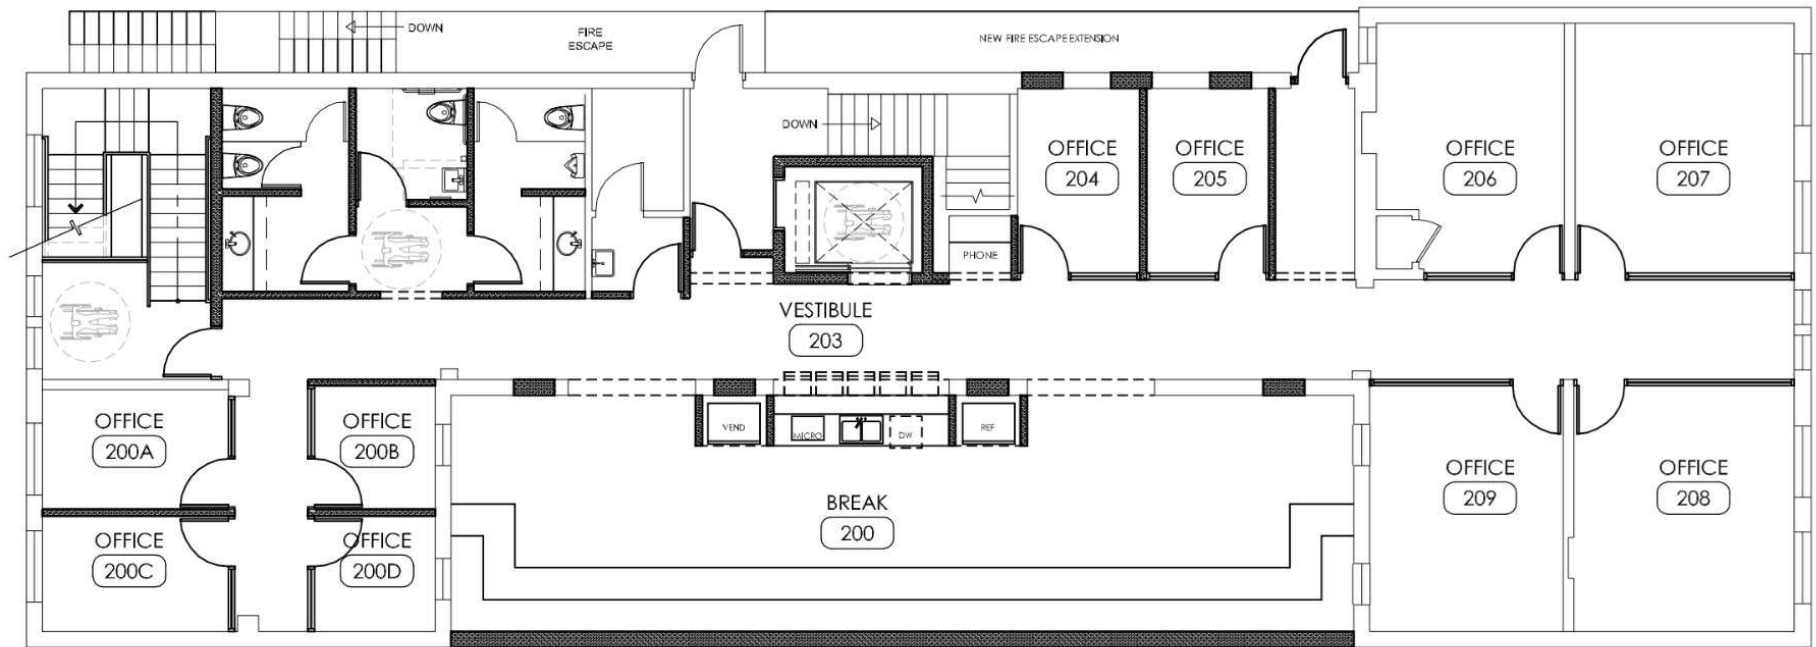 DOWN
FIRE
ESCAPE
NEW FIRE ESCAPE EXTENSION
DOWN
OFFICE
204
OFFICE
205
OFFICE
206
OFFICE
207
PHONE
VESTIBULE
203
OFFICE
200A
OFFICE
200B
VEND
MICRO
DW
REF
OFFICE
209
OFFICE
208
BREAK
200
OFFICE
200C
OFFICE
200D